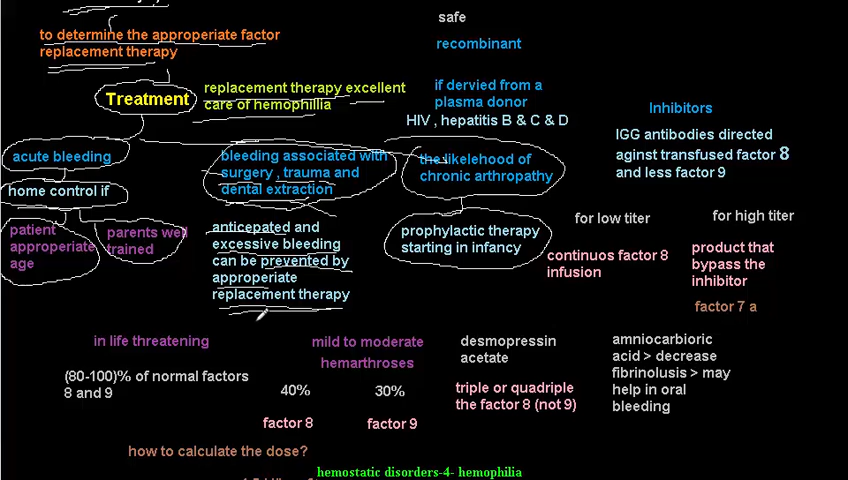 to determine the approperiate factor
replacement therapy
safe
recombinant
Treatment
replacement therapy excellent
care of hemophillia
if dervied from a
plasma donor
HIV , hepatitis B & C & D
Inhibitors
IGG antibodies directed
aginst transfused factor 8
and less factor 9
acute bleeding
bleeding associated with
surgery , trauma and
dental extraction
the likelehood of
chronic arthropathy
home control if
patient
approperiate
age
parents well
trained
anticepated and
excessive bleeding
can be prevented by
approperiate
replacement therapy
prophylactic therapy
starting in infancy
for low titer
continuos factor 8
infusion
for high titer
product that
bypass the
inhibitor
factor 7 a
in life threatening
(80-100)% of normal factors
8 and 9
mild to moderate
hemarthroses
40%
30%
factor 8
factor 9
desmopressin
acetate
triple or quadriple
the factor 8 (not 9)
amniocarbioric
acid > decrease
fibrinolusis > may
help in oral
bleeding
how to calculate the dose?
hemostatic disorders-4- hemophilia